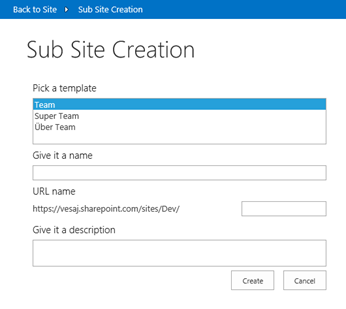 Back to Site ▸ Sub Site Creation
Sub Site Creation
Pick a template
Team
Super Team
Über Team
Give it a name
URL name
https://vesaj.sharepoint.com/sites/Dev/
Give it a description
Create Cancel